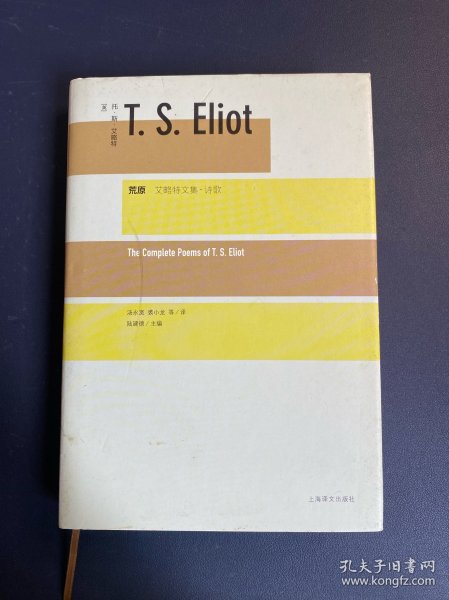 [英]
托·斯·艾略特
T. S. Eliot
荒原 艾略特文集·诗歌
The Complete Poems of T. S. Eliot
汤永宽 裘小龙 等/译
陆建德/主编
上海译文出版社
孔夫子旧书网
www.kongfz.com